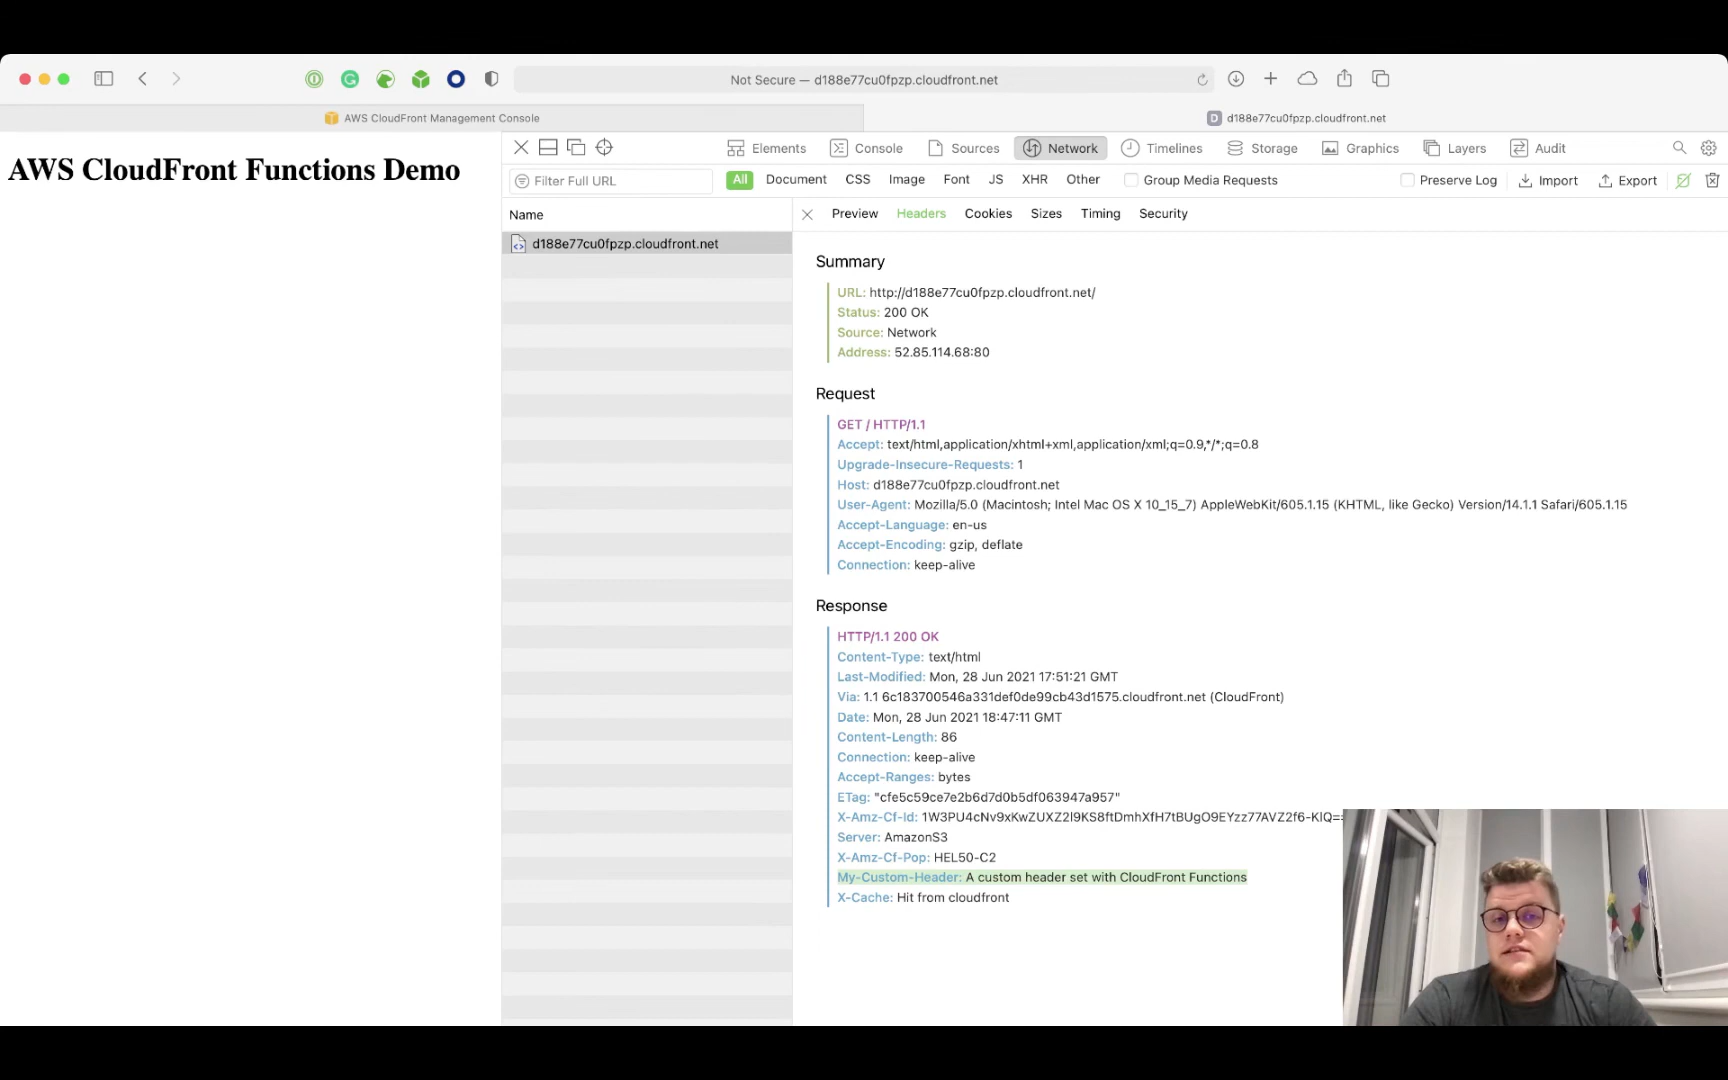 Not Secure — d188e77cu0fpzp.cloudfront.net
AWS CloudFront Management Console
D d188e77cu0fpzp.cloudfront.net
AWS CloudFront Functions Demo
Elements Console Sources Network Timelines Storage Graphics Layers Audit
Filter Full URL All Document CSS Image Font JS XHR Other Group Media Requests Preserve Log Import Export
Name Preview Headers Cookies Sizes Timing Security
d188e77cu0fpzp.cloudfront.net
Summary
URL: http://d188e77cu0fpzp.cloudfront.net/
Status: 200 OK
Source: Network
Address: 52.85.114.68:80
Request
GET / HTTP/1.1
Accept: text/html,application/xhtml+xml,application/xml;q=0.9,*/*;q=0.8
Upgrade-Insecure-Requests: 1
Host: d188e77cu0fpzp.cloudfront.net
User-Agent: Mozilla/5.0 (Macintosh; Intel Mac OS X 10_15_7) AppleWebKit/605.1.15 (KHTML, like Gecko) Version/14.1.1 Safari/605.1.15
Accept-Language: en-us
Accept-Encoding: gzip, deflate
Connection: keep-alive
Response
HTTP/1.1 200 OK
Content-Type: text/html
Last-Modified: Mon, 28 Jun 2021 17:51:21 GMT
Via: 1.1 6c183700546a331def0de99cb43d1575.cloudfront.net (CloudFront)
Date: Mon, 28 Jun 2021 18:47:11 GMT
Content-Length: 86
Connection: keep-alive
Accept-Ranges: bytes
ETag: "cfe5c59ce7e2b6d7d0b5df063947a957"
X-Amz-Cf-Id: 1W3PU4cNv9xKwZUXZ2I9KS8ftDmhXfH7tBUgO9EYzz77AVZ2f6-KIQ==
Server: AmazonS3
X-Amz-Cf-Pop: HEL50-C2
My-Custom-Header: A custom header set with CloudFront Functions
X-Cache: Hit from cloudfront